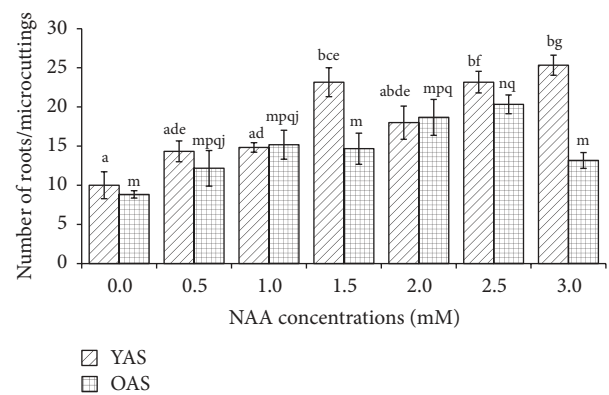 Number of roots/microcuttings
30
25
20
15
10
5
0
a
m
ade
mpqj
ad
mpqj
bce
m
abde
mpq
bf
nq
bg
m
0.0 0.5 1.0 1.5 2.0 2.5 3.0
NAA concentrations (mM)
YAS
OAS